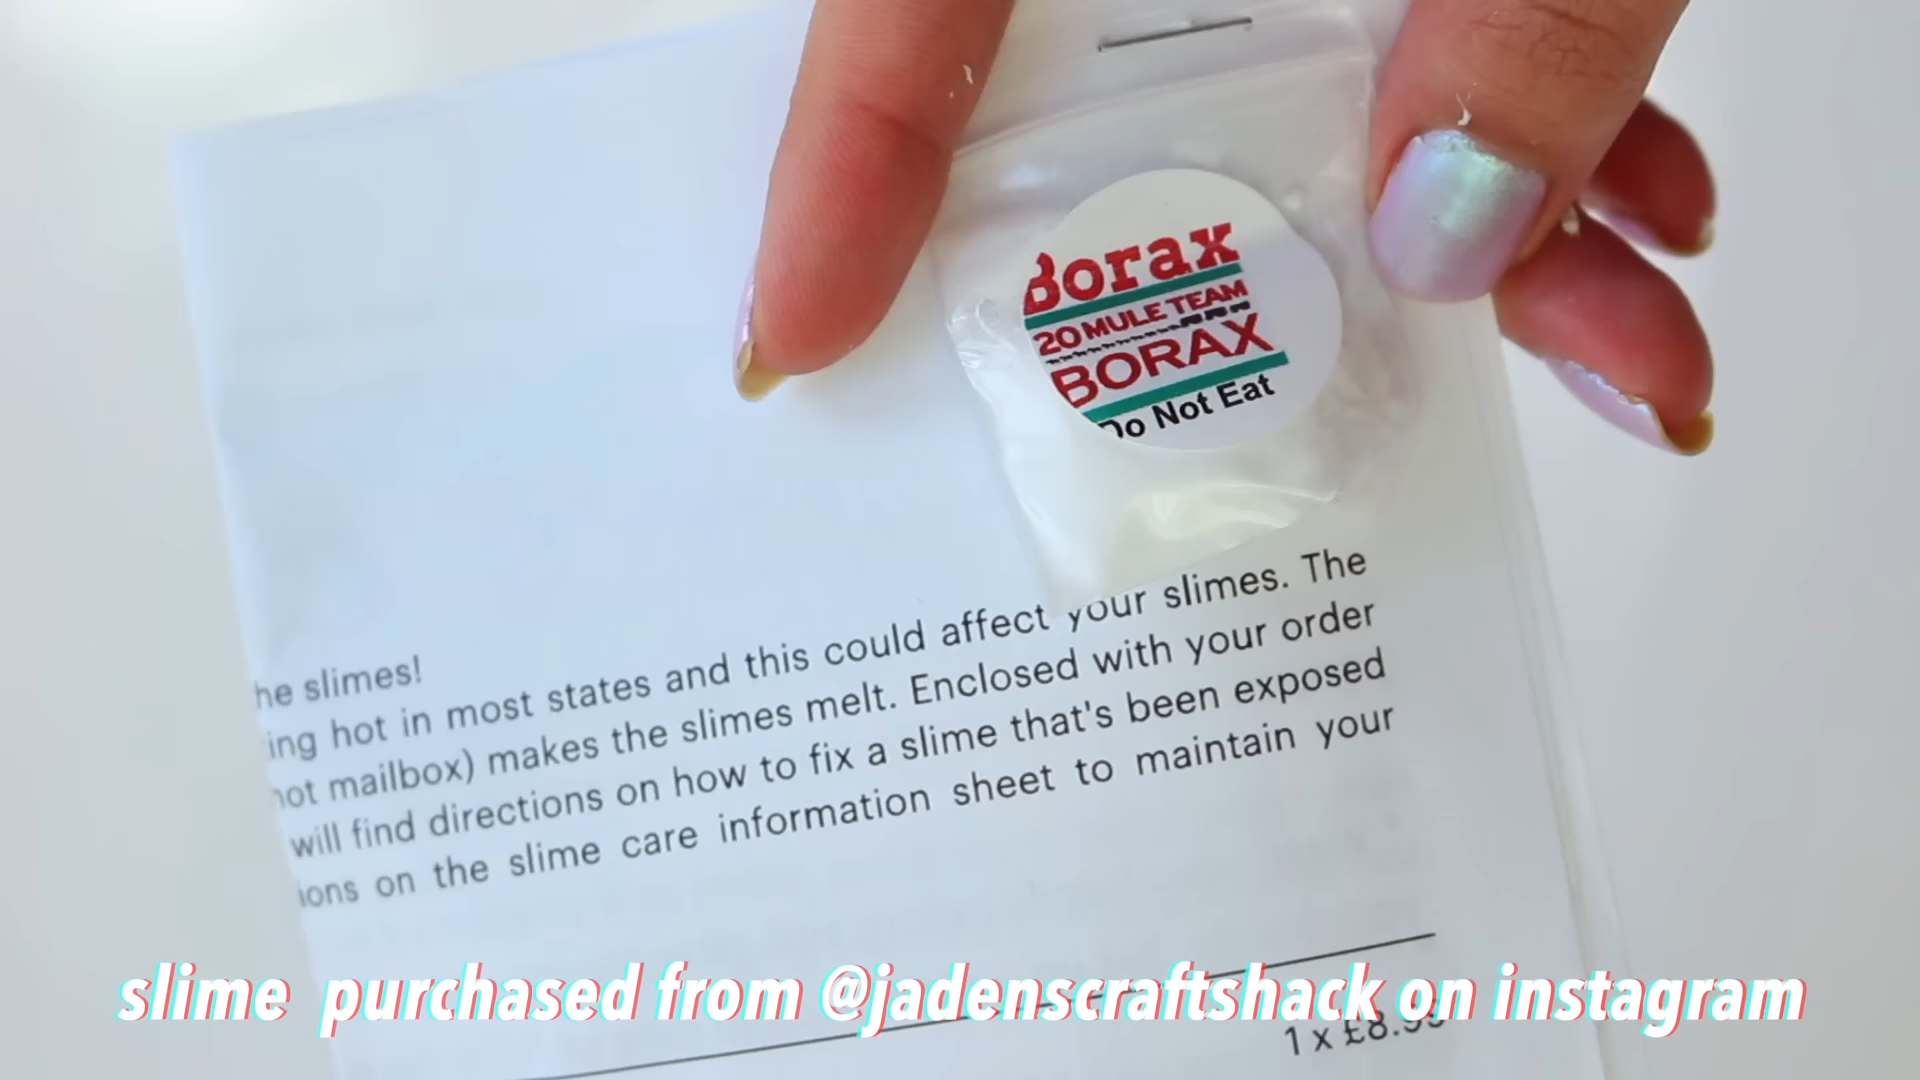 Borax
20 MULE TEAM
BORAX
Do Not Eat
he slimes!
ing hot in most states and this could affect your slimes. The
not mailbox) makes the slimes melt. Enclosed with your order
will find directions on how to fix a slime that's been exposed
ions on the slime care information sheet to maintain your
slime purchased from @jadenscraftshack on instagram
1 x £8.95